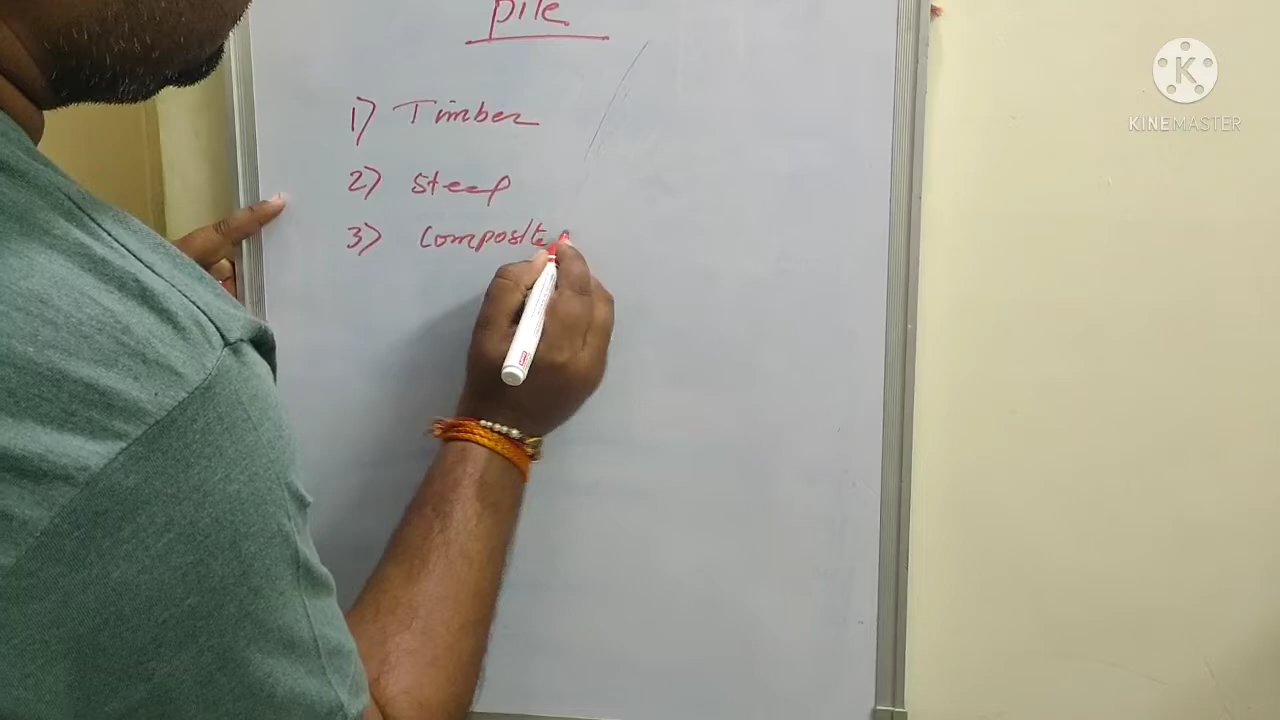 pile
1) Timber
2) Steel
3) Composite
K
KINEMASTER